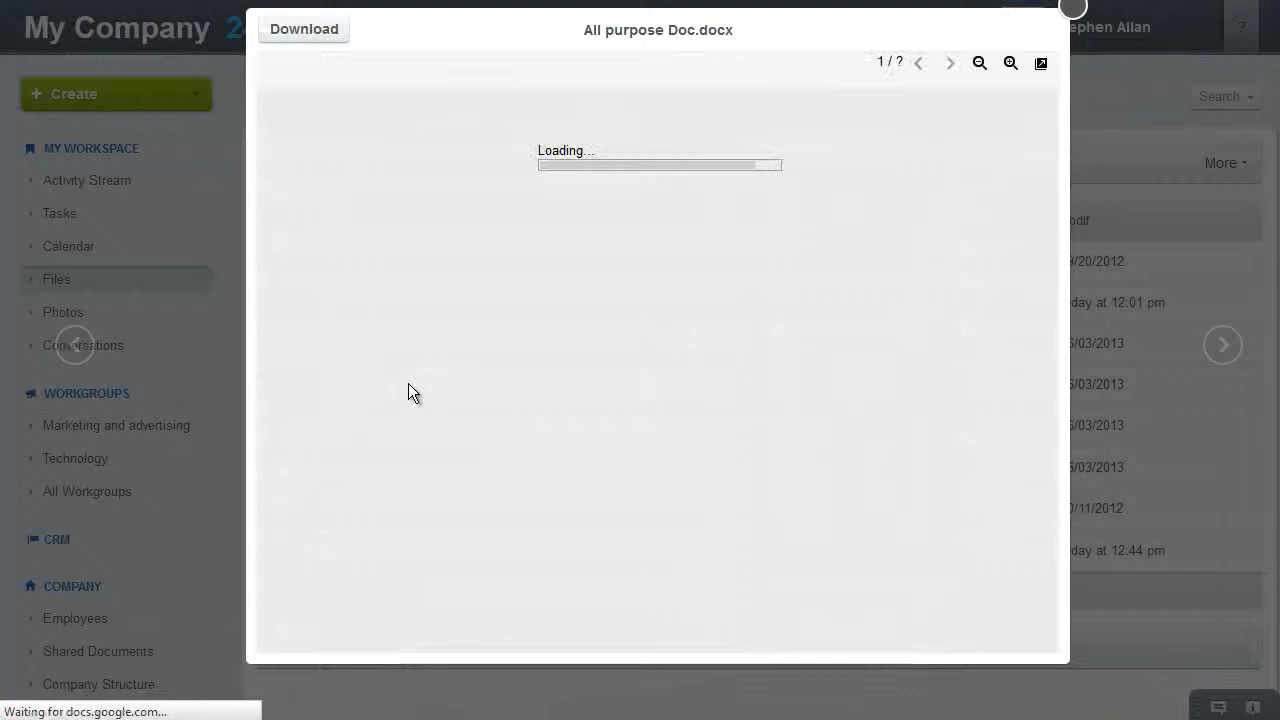 My Company
Download
All purpose Doc.docx
ephen Allan
?
1 / ?
Create
Search
Loading...
MY WORKSPACE
Activity Stream
Tasks
Calendar
Files
Photos
Conversations
WORKGROUPS
Marketing and advertising
Technology
All Workgroups
CRM
COMPANY
Employees
Shared Documents
Company Structure
More
odif
/20/2012
day at 12:01 pm
/03/2013
/03/2013
/03/2013
/03/2013
/11/2012
day at 12:44 pm
Waiting for docs.google.com...